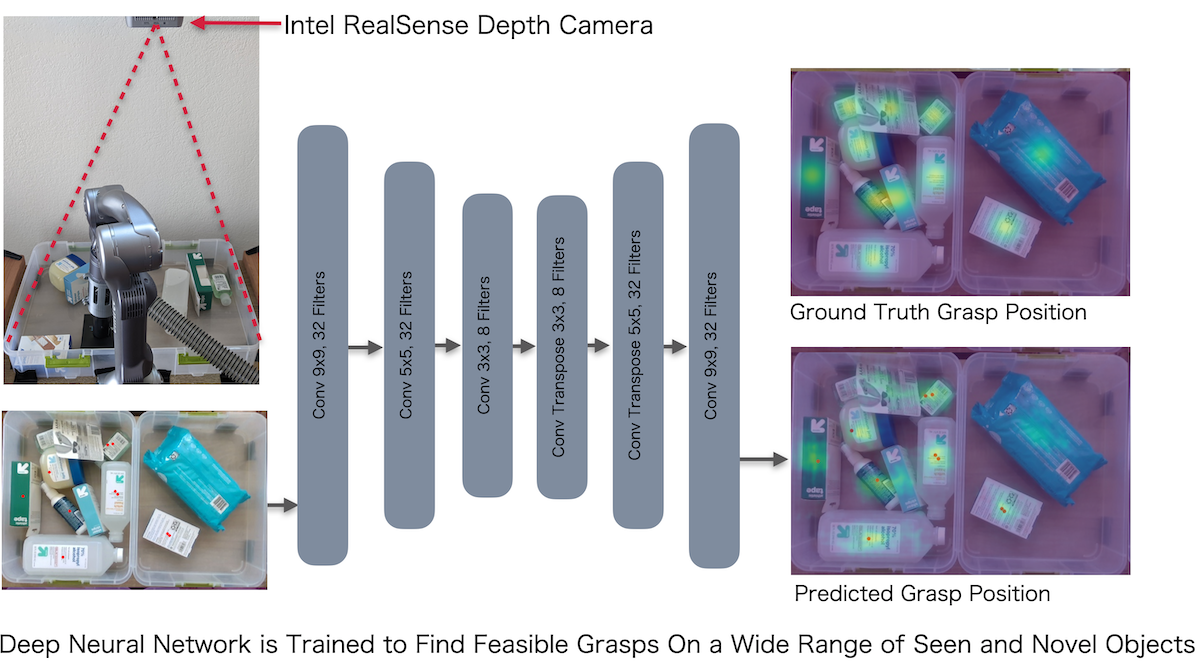 Intel RealSense Depth Camera
Conv 9x9, 32 Filters
Conv 5x5, 32 Filters
Conv 3x3, 8 Filters
Conv Transpose 3x3, 8 Filters
Conv Transpose 5x5, 32 Filters
Conv 9x9, 32 Filters
Ground Truth Grasp Position
Predicted Grasp Position
Deep Neural Network is Trained to Find Feasible Grasps On a Wide Range of Seen and Novel Objects